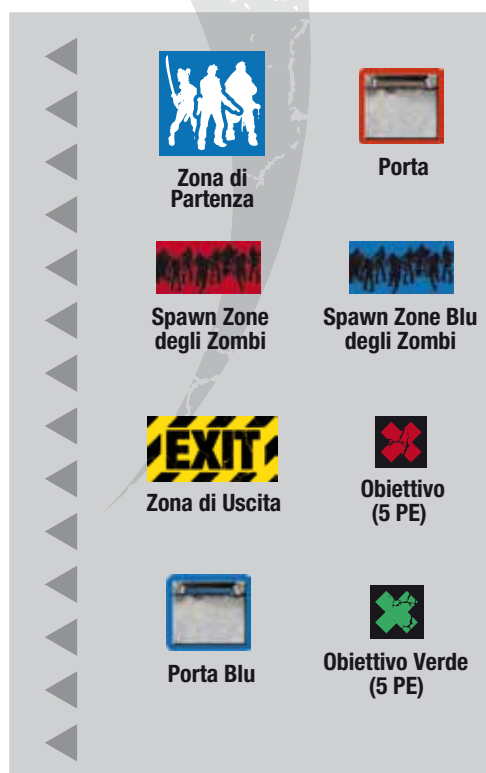 Zona di
Partenza
Porta
Spawn Zone
degli Zombi
Spawn Zone Blu
degli Zombi
EXIT
Zona di Uscita
Obiettivo
(5 PE)
Porta Blu
Obiettivo Verde
(5 PE)